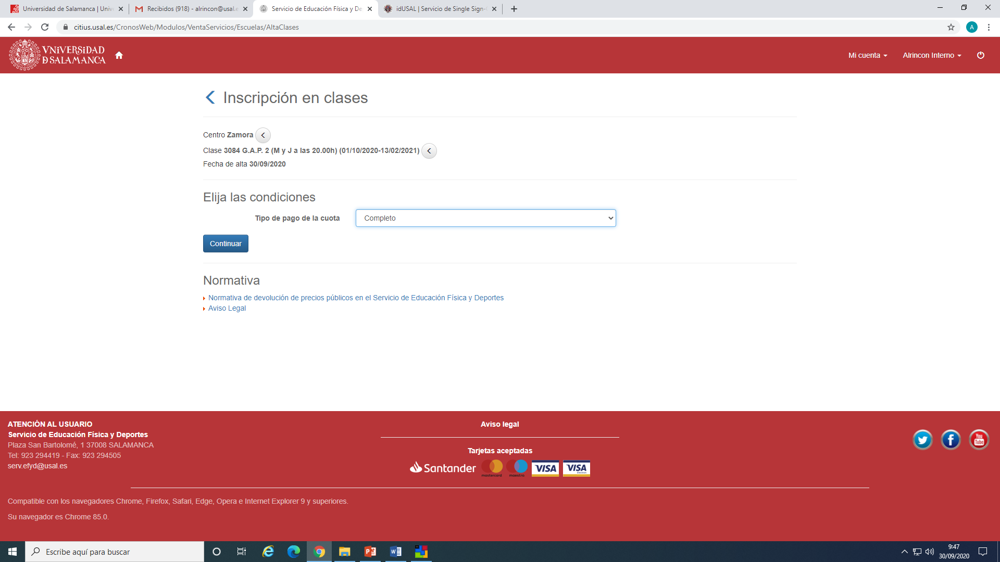 Universidad de Salamanca | Univ
Recibidos (918) - alrincon@usal.e
Servicio de Educación Física y De
idUSAL | Servicio de Single Sign-
citius.usal.es/CronosWeb/Modulos/VentaServicios/Escuelas/AltaClases
A
VNiVERSiDAD
D SALAMANCA
Mi cuenta
Alrincon Interno
Inscripción en clases
Centro Zamora
Clase 3084 G.A.P. 2 (M y J a las 20.00h) (01/10/2020-13/02/2021)
Fecha de alta 30/09/2020
Elija las condiciones
Tipo de pago de la cuota
Completo
Continuar
Normativa
Normativa de devolución de precios públicos en el Servicio de Educación Física y Deportes
Aviso Legal
ATENCIÓN AL USUARIO
Servicio de Educación Física y Deportes
Plaza San Bartolomé, 1 37008 SALAMANCA
Tel: 923 294419 - Fax: 923 294505
serv.efyd@usal.es
Aviso legal
Tarjetas aceptadas
Santander
mastercard
maestro
VISA
VISA
Electron
You
Tube
Compatible con los navegadores Chrome, Firefox, Safari, Edge, Opera e Internet Explorer 9 y superiores.
Su navegador es Chrome 85.0.
Escribe aquí para buscar
9:47
30/09/2020